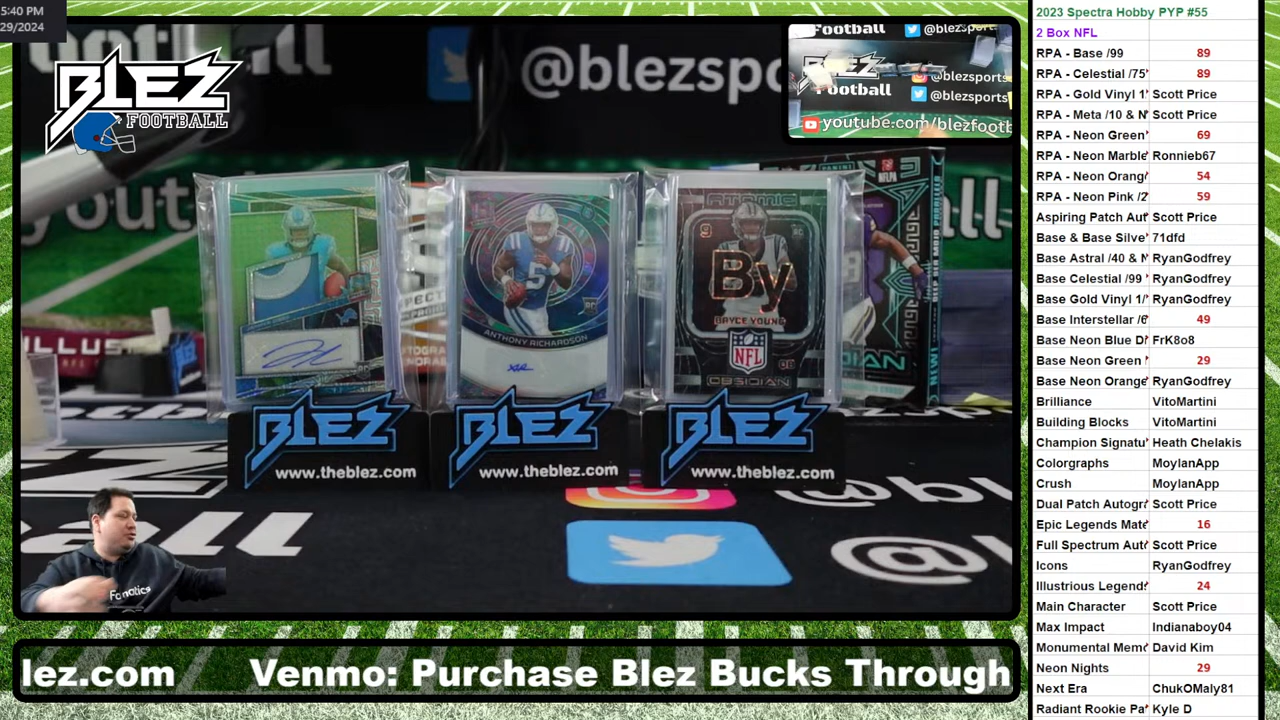 5:40 PM
29/2024
BLEZ
FOOTBALL
@blezspo
Football
@blezsports
BLEZ
Football
@blezsports
youtube.com/blezfootb
ANTHONY RICHARDSON
ATOMIC
By
BRYCE YOUNG
NFL
OBSIDIAN
BLEZ
www.theblez.com
BLEZ
www.theblez.com
BLEZ
www.theblez.com
Fanatics
lez.com Venmo: Purchase Blez Bucks Through
2023 Spectra Hobby PYP #55
2 Box NFL
RPA - Base /99 89
RPA - Celestial /75 89
RPA - Gold Vinyl 1 Scott Price
RPA - Meta /10 & N Scott Price
RPA - Neon Green 69
RPA - Neon Marble Ronnieb67
RPA - Neon Orang 54
RPA - Neon Pink /2 59
Aspiring Patch Aut Scott Price
Base & Base Silve 71dfd
Base Astral /40 & N RyanGodfrey
Base Celestial /99 RyanGodfrey
Base Gold Vinyl 1/ RyanGodfrey
Base Interstellar /6 49
Base Neon Blue D FrK8o8
Base Neon Green 29
Base Neon Orange RyanGodfrey
Brilliance VitoMartini
Building Blocks VitoMartini
Champion Signatu Heath Chelakis
Colorgraphs MoylanApp
Crush MoylanApp
Dual Patch Autogr Scott Price
Epic Legends Mate 16
Full Spectrum Aut Scott Price
Icons RyanGodfrey
Illustrious Legend 24
Main Character Scott Price
Max Impact Indianaboy04
Monumental Mem David Kim
Neon Nights 29
Next Era ChukOMaly81
Radiant Rookie Pa Kyle D